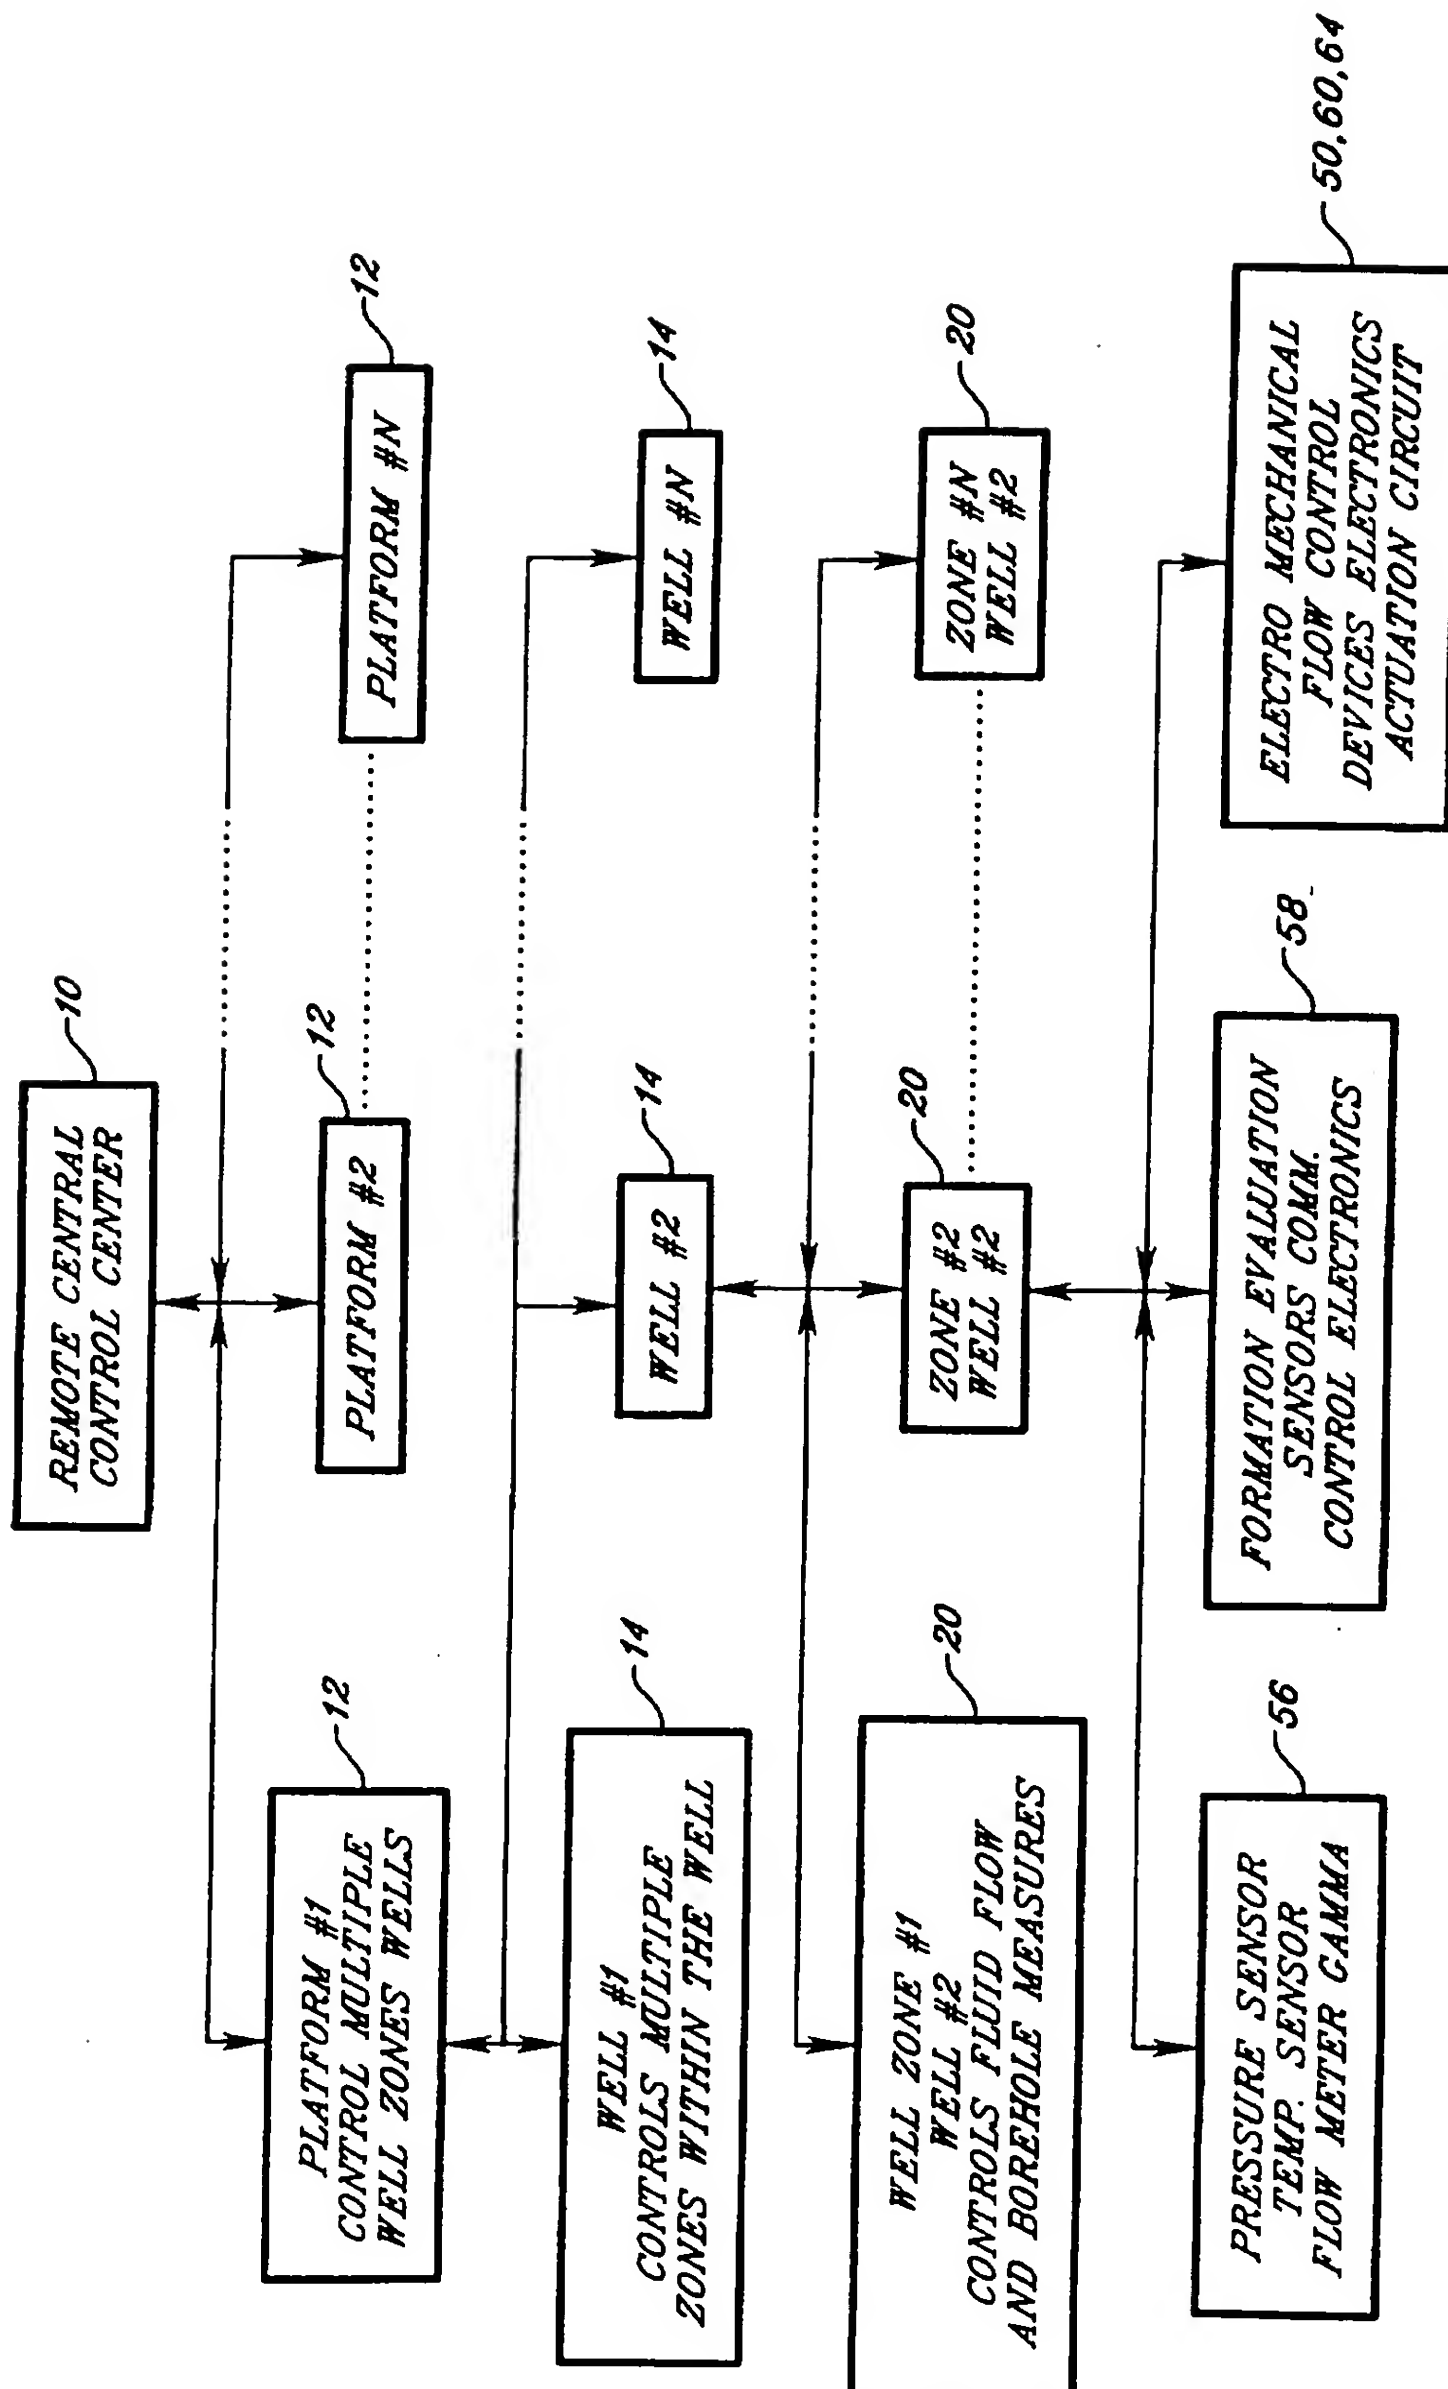 10
REMOTE CENTRAL
CONTROL CENTER
12
PLATFORM #1
CONTROL MULTIPLE
WELL ZONES WELLS
12
PLATFORM #2
12
PLATFORM #N
14
WELL #1
CONTROLS MULTIPLE
ZONES WITHIN THE WELL
14
WELL #2
14
WELL #N
20
WELL ZONE #1
WELL #2
CONTROLS FLUID FLOW
AND BOREHOLE MEASURES
20
ZONE #2
WELL #2
20
ZONE #N
WELL #2
56
PRESSURE SENSOR
TEMP. SENSOR
FLOW METER GAMMA
58
FORMATION EVALUATION
SENSORS COMM.
CONTROL ELECTRONICS
50,60,64
ELECTRO MECHANICAL
FLOW CONTROL
DEVICES ELECTRONICS
ACTUATION CIRCUIT